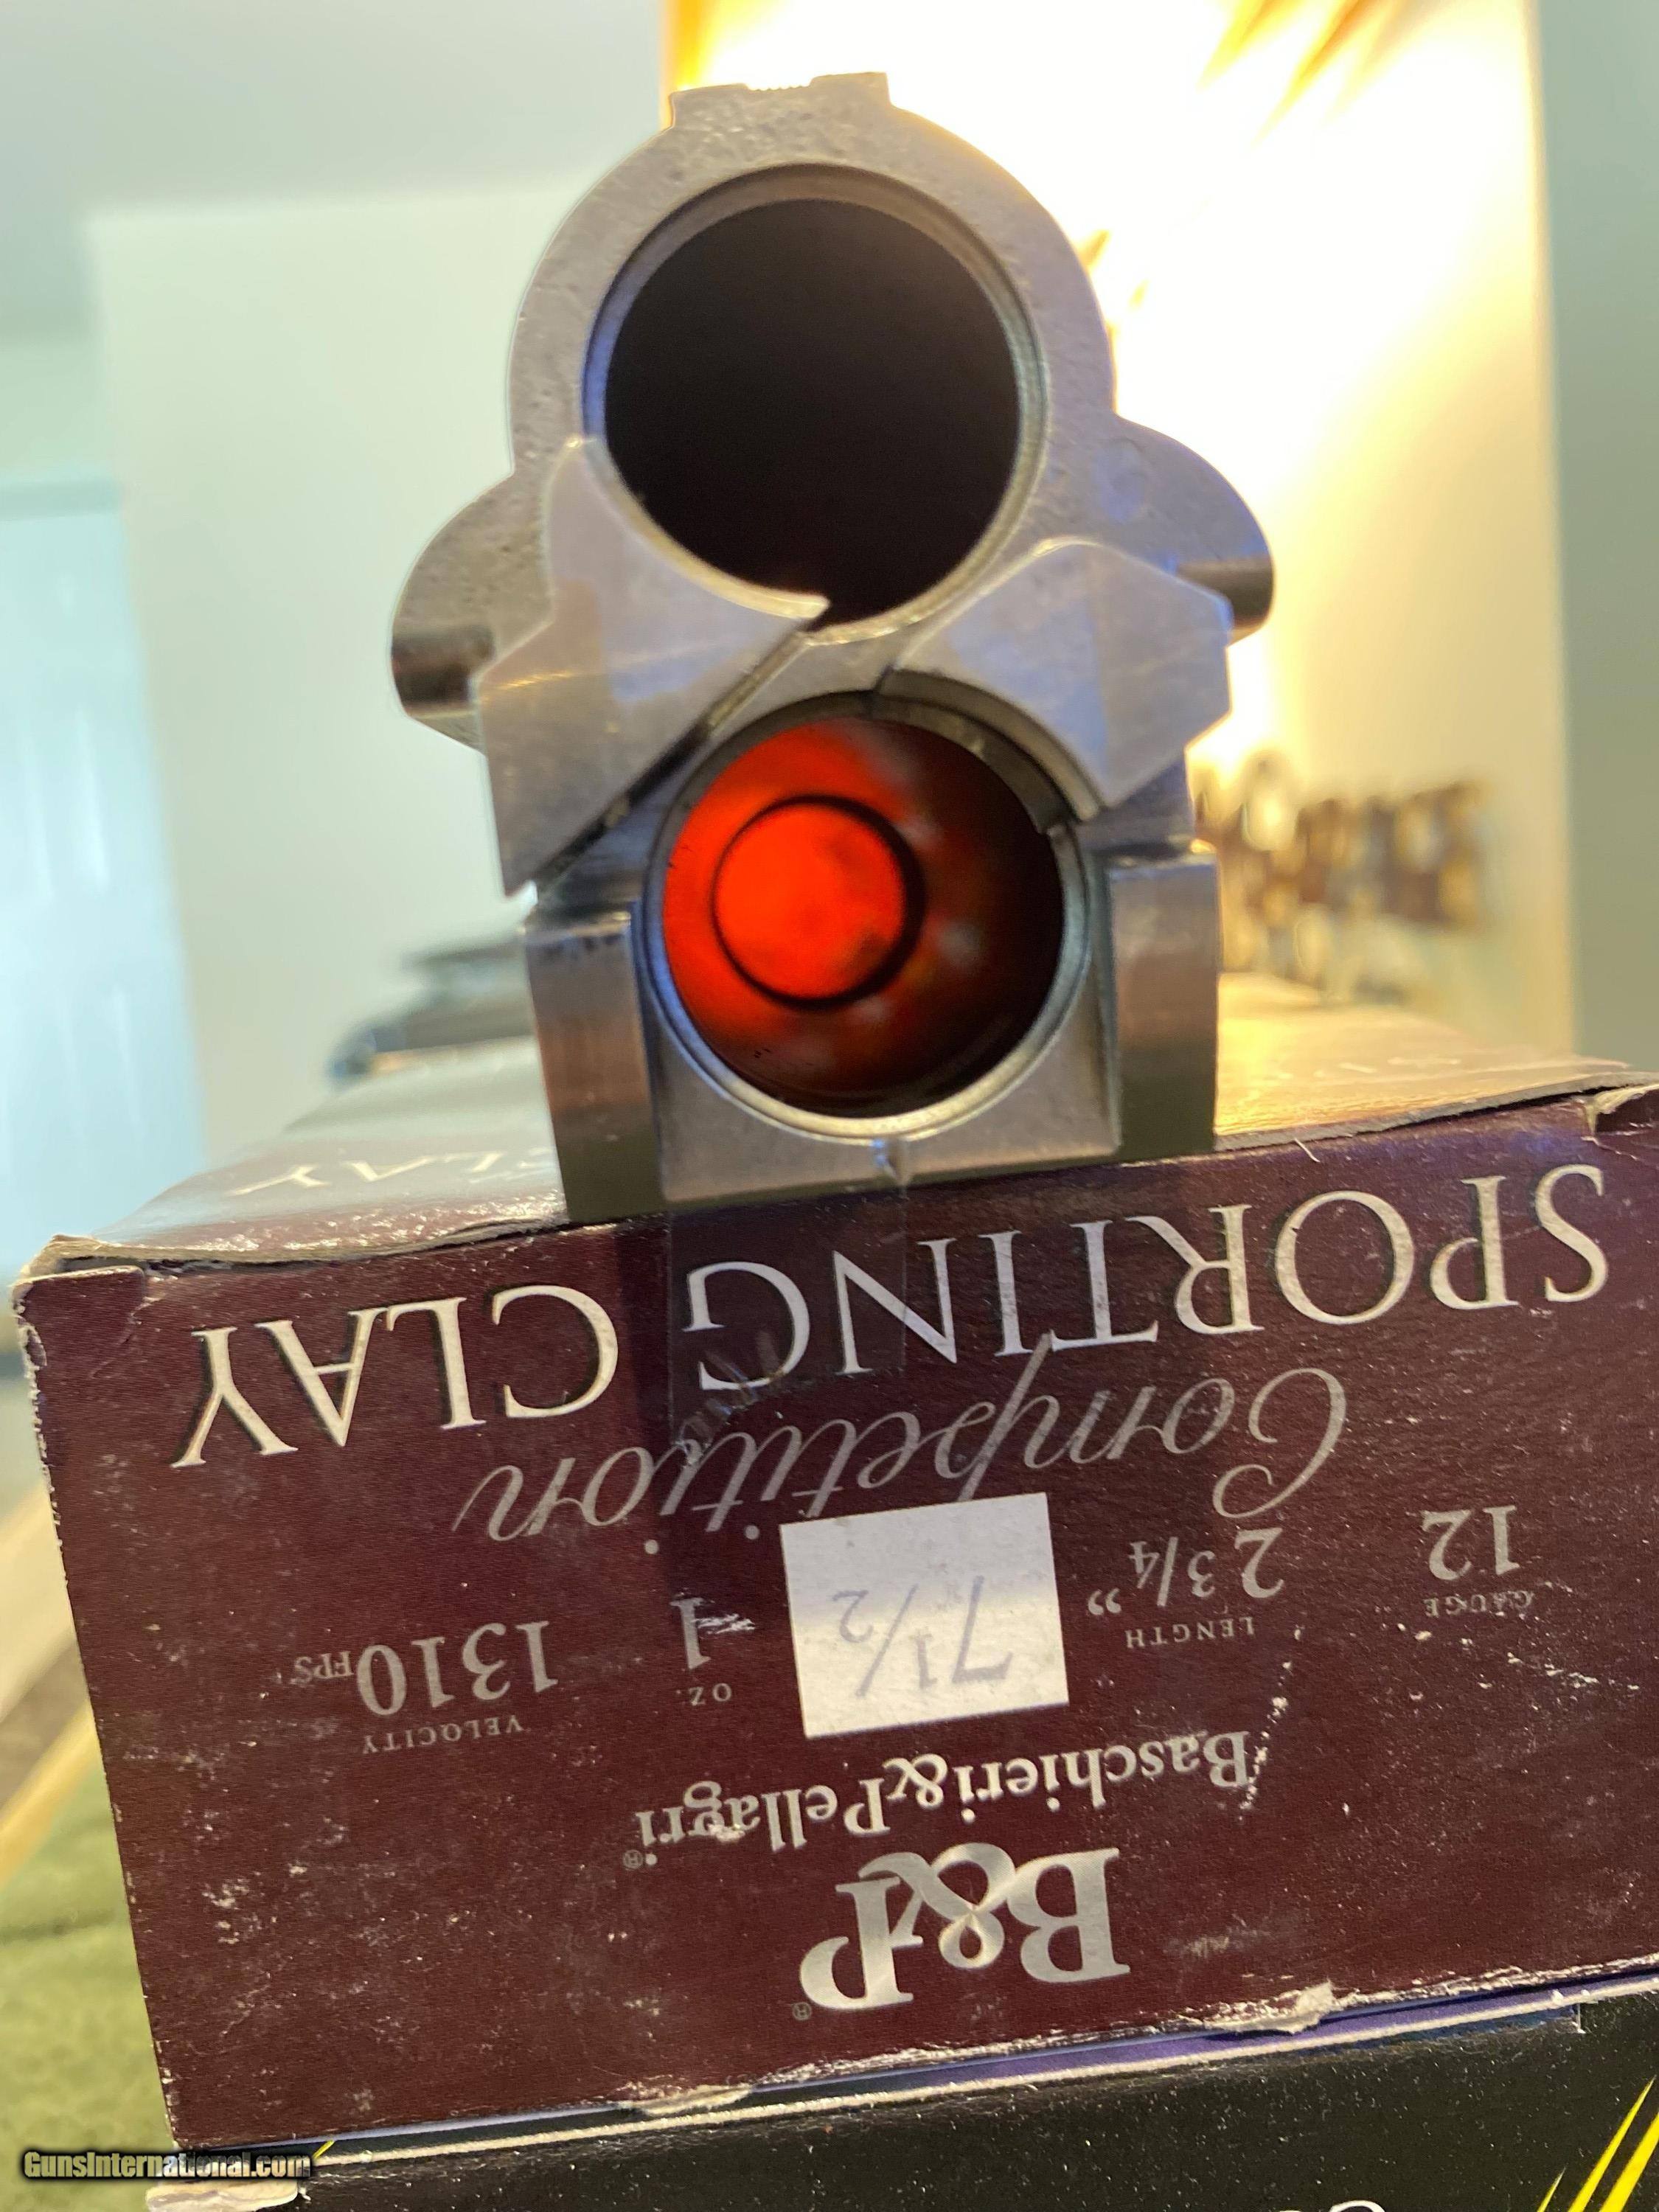 B&P®
Baschieri&Pellagri®
GAUGE
12
LENGTH
2 3/4”
7 1/2
OZ.
1
VELOCITY
1310 FPS
Competition
SPORTING CLAY
CLAY
GunsInternational.com